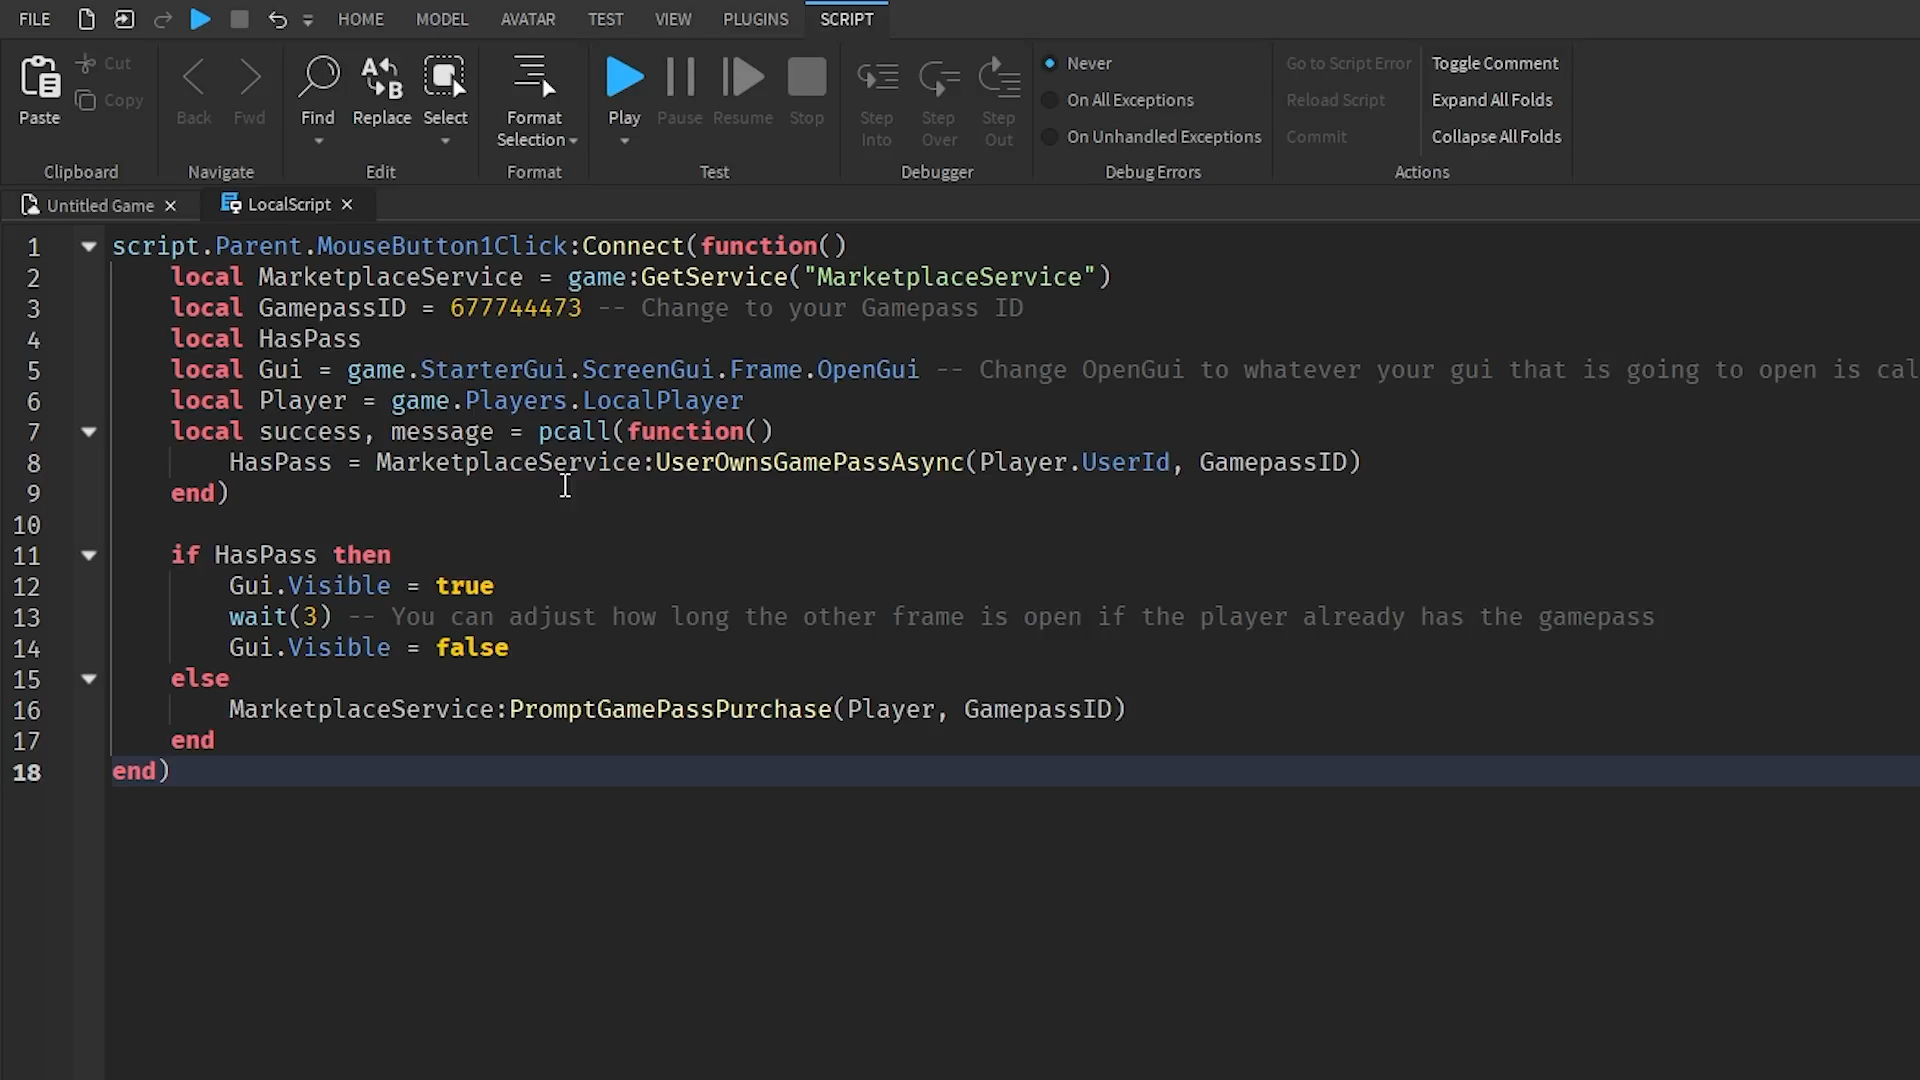 FILE HOME MODEL AVATAR TEST VIEW PLUGINS SCRIPT
Paste
Cut
Copy
Clipboard
Back
Fwd
Navigate
Find
Replace
Select
Edit
Format
Selection
Format
Play
Pause
Resume
Stop
Test
Step
Into
Step
Over
Step
Out
Debugger
Never
On All Exceptions
On Unhandled Exceptions
Debug Errors
Go to Script Error
Reload Script
Commit
Toggle Comment
Expand All Folds
Collapse All Folds
Actions
Untitled Game ×
LocalScript ×
1 script.Parent.MouseButton1Click:Connect(function()
2 local MarketplaceService = game:GetService("MarketplaceService")
3 local GamepassID = 677744473 -- Change to your Gamepass ID
4 local HasPass
5 local Gui = game.StarterGui.ScreenGui.Frame.OpenGui -- Change OpenGui to whatever your gui that is going to open is cal
6 local Player = game.Players.LocalPlayer
7 local success, message = pcall(function()
8 HasPass = MarketplaceService:UserOwnsGamePassAsync(Player.UserId, GamepassID)
9 end)
10
11 if HasPass then
12 Gui.Visible = true
13 wait(3) -- You can adjust how long the other frame is open if the player already has the gamepass
14 Gui.Visible = false
15 else
16 MarketplaceService:PromptGamePassPurchase(Player, GamepassID)
17 end
18 end)